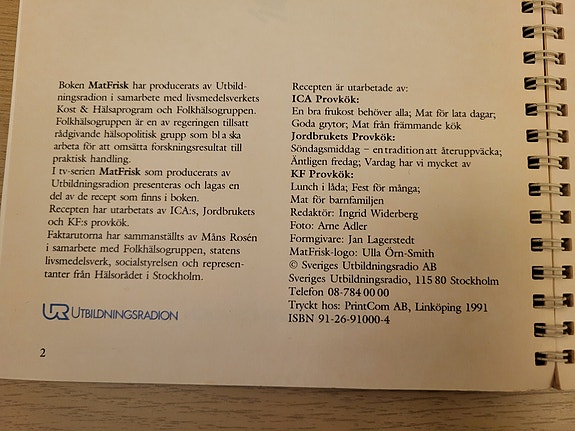 Boken MatFrisk har producerats av Utbild-
ningsradion i samarbete med livsmedelsverkets
Kost & Hälsaprogram och Folkhälsogruppen.
Folkhälsogruppen är en av regeringen tillsatt
rådgivande hälsopolitisk grupp som bl a ska
arbeta för att omsätta forskningsresultat till
praktisk handling.
I tv-serien MatFrisk som producerats av
Utbildningsradion presenteras och lagas en
del av de recept som finns i boken.
Recepten har utarbetats av ICA:s, Jordbrukets
och KF:s provkök.
Faktarutorna har sammanställts av Måns Rosén
i samarbete med Folkhälsogruppen, statens
livsmedelsverk, socialstyrelsen och represen-
tanter från Hälsorådet i Stockholm.
UR UTBILDNINGSRADION
2
Recepten är utarbetade av:
ICA Provkök:
En bra frukost behöver alla; Mat för lata dagar;
Goda grytor; Mat från främmande kök
Jordbrukets Provkök:
Söndagsmiddag – en tradition att återuppväcka;
Äntligen fredag; Vardag har vi mycket av
KF Provkök:
Lunch i låda; Fest för många;
Mat för barnfamiljen
Redaktör: Ingrid Widerberg
Foto: Arne Adler
Formgivare: Jan Lagerstedt
MatFrisk-logo: Ulla Örn-Smith
© Sveriges Utbildningsradio AB
Sveriges Utbildningsradio, 115 80 Stockholm
Telefon 08-784 00 00
Tryckt hos: PrintCom AB, Linköping 1991
ISBN 91-26-91000-4